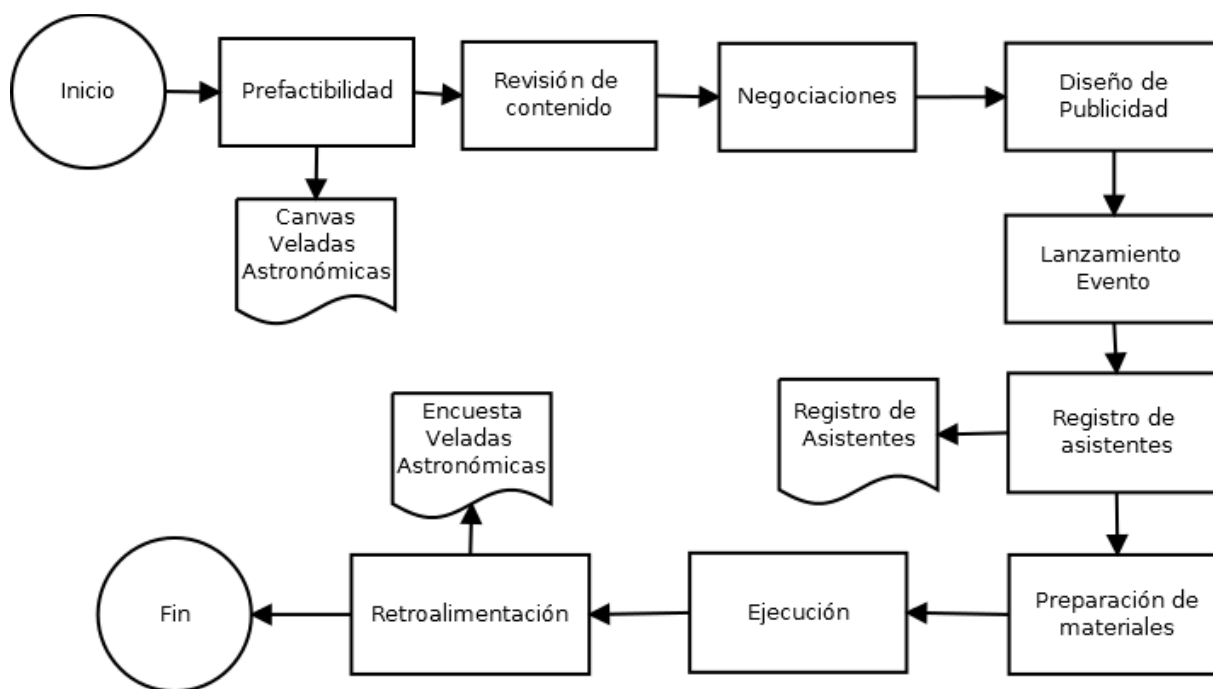 Inicio
Prefactibilidad
Revisión de
contenido
Negociaciones
Diseño de
Publicidad
Canvas
Veladas
Astronómicas
Lanzamiento
Evento
Encuesta
Veladas
Astronómicas
Registro de
Asistentes
Registro de
asistentes
Fin
Retroalimentación
Ejecución
Preparación de
materiales